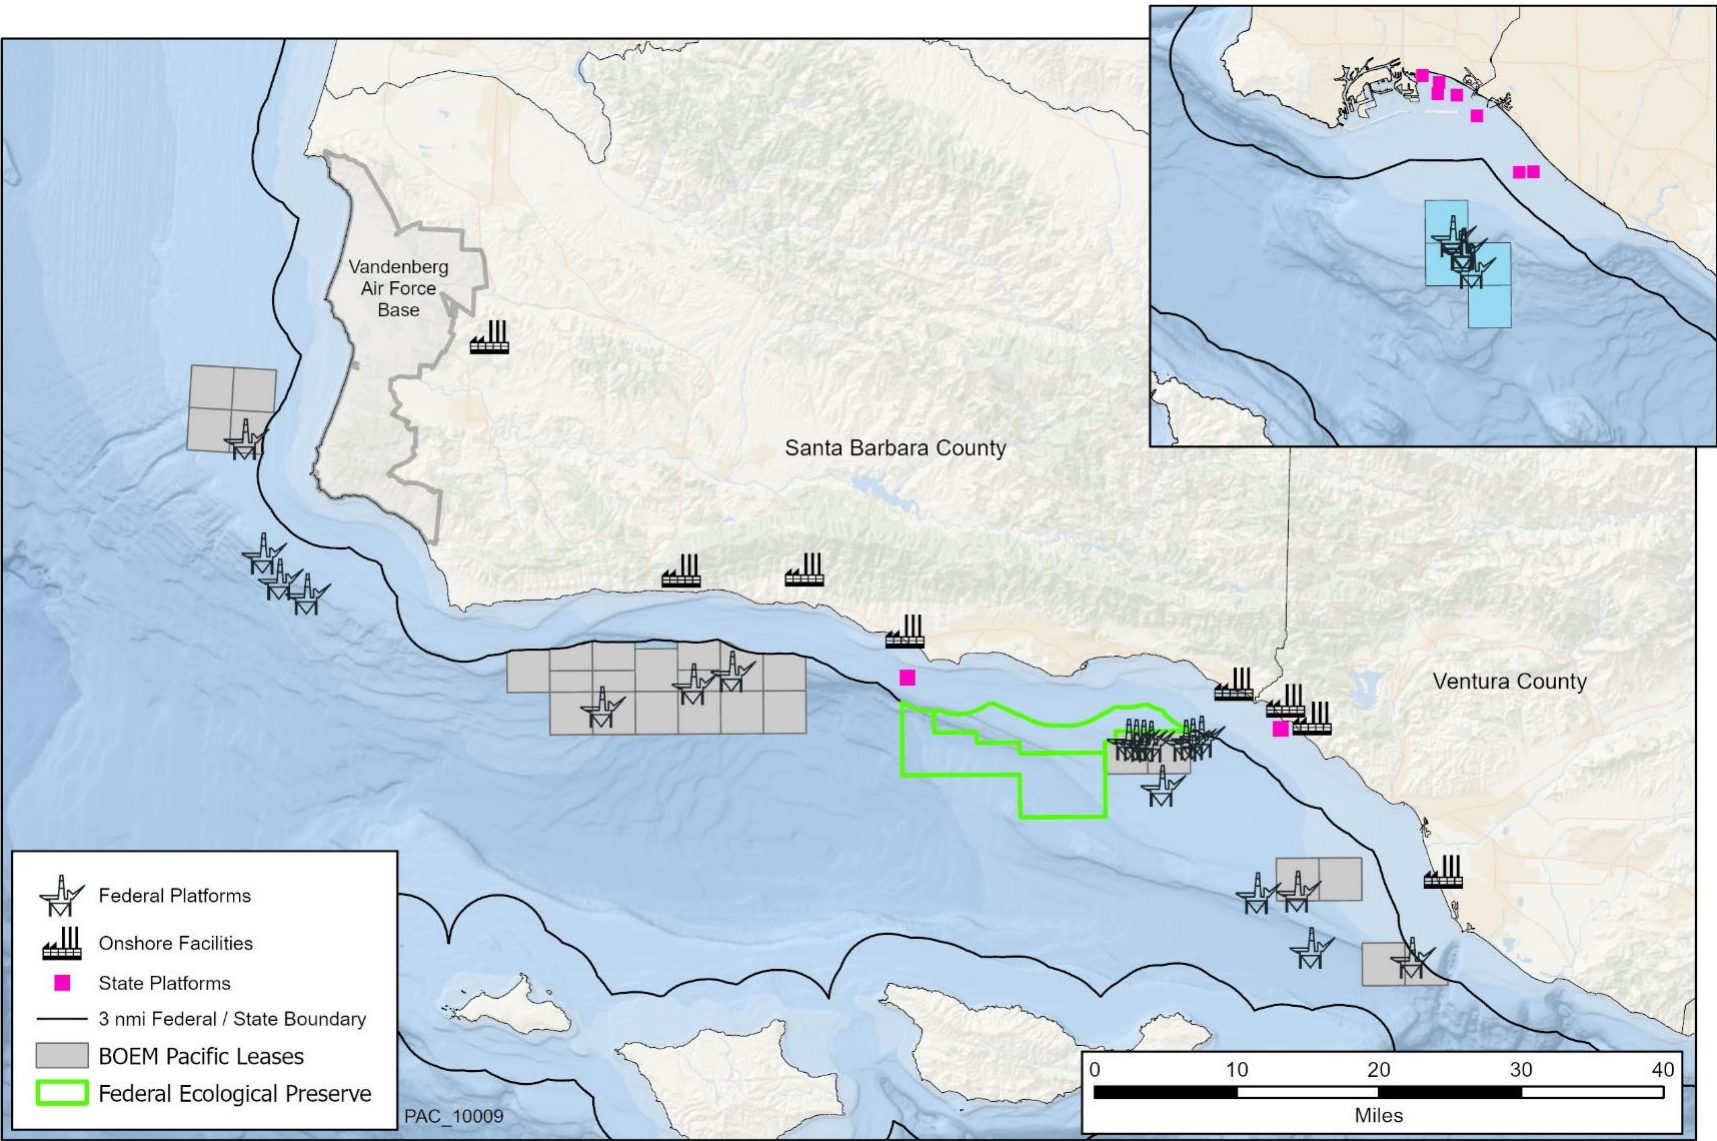 Vandenberg
Air Force
Base
Santa Barbara County
Ventura County
Federal Platforms
Onshore Facilities
State Platforms
3 nmi Federal / State Boundary
BOEM Pacific Leases
Federal Ecological Preserve
PAC_10009
0 10 20 30 40
Miles